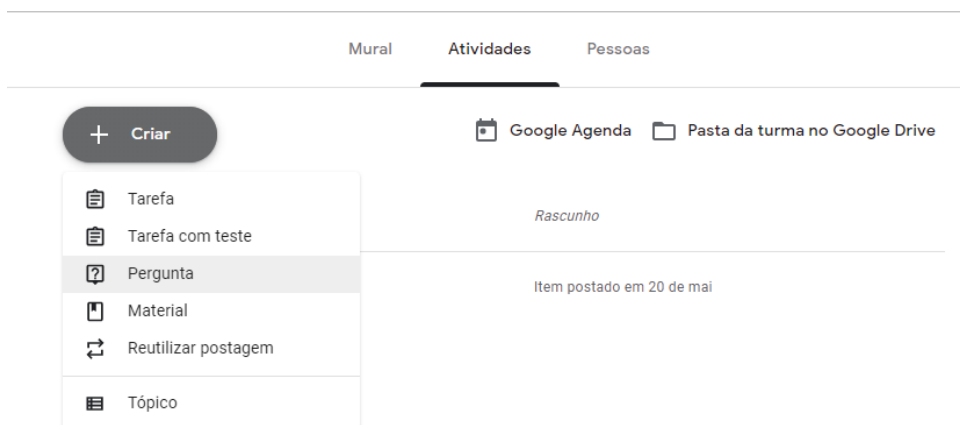 Mural Atividades Pessoas
Criar Google Agenda Pasta da turma no Google Drive
Tarefa
Rascunho
Tarefa com teste
Pergunta
Item postado em 20 de mai
Material
Reutilizar postagem
Tópico